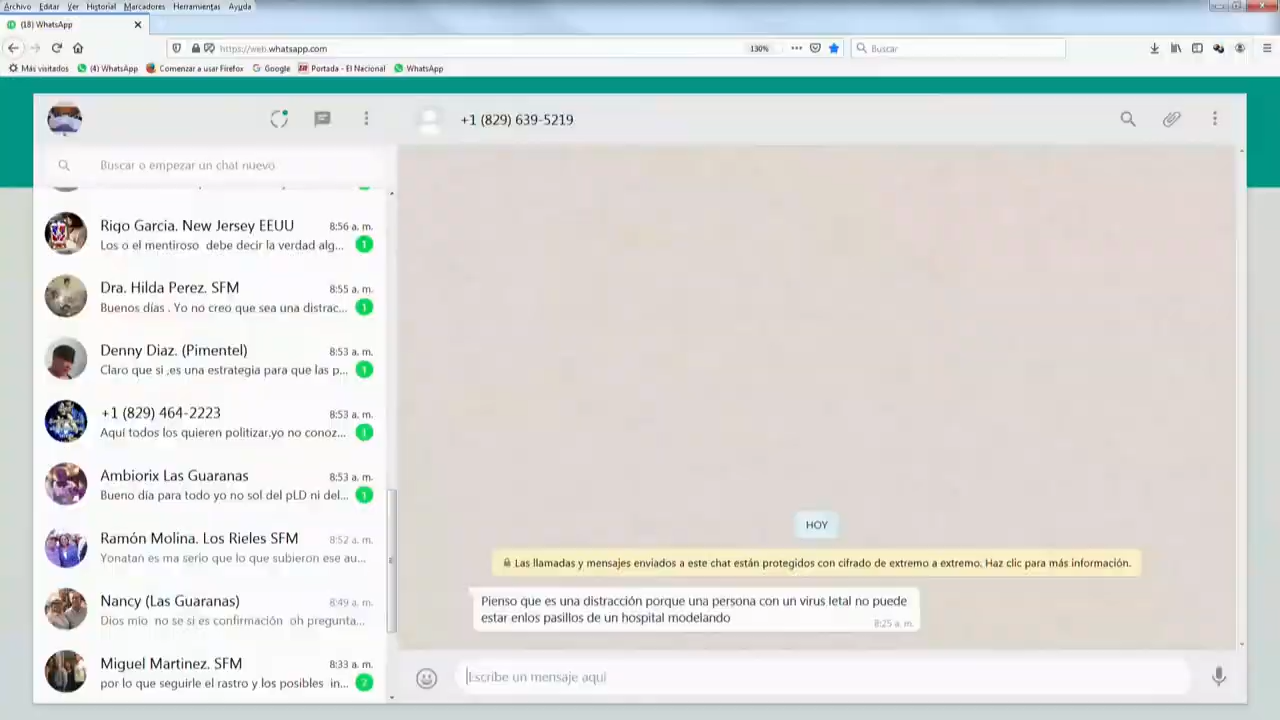 Archivo Editar Ver Historial Marcadores Herramientas Ayuda
(18) WhatsApp
https://web.whatsapp.com
130%
Buscar
Más visitados (4) WhatsApp Comenzar a usar Firefox Google Portada - El Nacional WhatsApp
+1 (829) 639-5219
Buscar o empezar un chat nuevo
Rigo Garcia. New Jersey EEUU 8:56 a. m.
Los o el mentiroso debe decir la verdad alg... 1
Dra. Hilda Perez. SFM 8:55 a. m.
Buenos días . Yo no creo que sea una distrac... 1
Denny Diaz. (Pimentel) 8:53 a. m.
Claro que si ,es una estrategia para que las p... 1
+1 (829) 464-2223 8:53 a. m.
Aquí todos los quieren politizar,yo no conoz... 1
Ambiorix Las Guaranas 8:53 a. m.
Bueno dia para todo yo no sol del pLD ni del... 1
Ramón Molina. Los Rieles SFM 8:52 a. m.
Yonatan es ma serio que lo que subieron ese au...
Nancy (Las Guaranas) 8:49 a. m.
Dios mio no se si es confirmación oh pregunta...
Miguel Martinez. SFM 8:33 a. m.
por lo que seguirle el rastro y los posibles in... 2
HOY
Las llamadas y mensajes enviados a este chat están protegidos con cifrado de extremo a extremo. Haz clic para más información.
Pienso que es una distracción porque una persona con un virus letal no puede
estar enlos pasillos de un hospital modelando
8:25 a. m.
Escribe un mensaje aquí